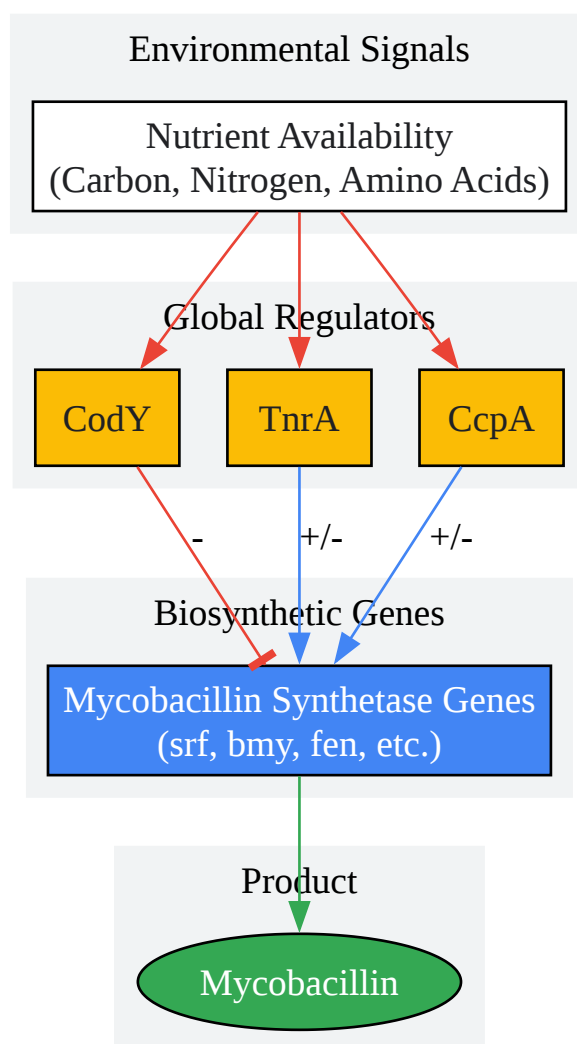 Environmental Signals
Nutrient Availability
(Carbon, Nitrogen, Amino Acids)
Global Regulators
CodY
TnrA
CcpA
-
+/-
+/-
Biosynthetic Genes
Mycobacillin Synthetase Genes
(srf, bmy, fen, etc.)
Product
Mycobacillin